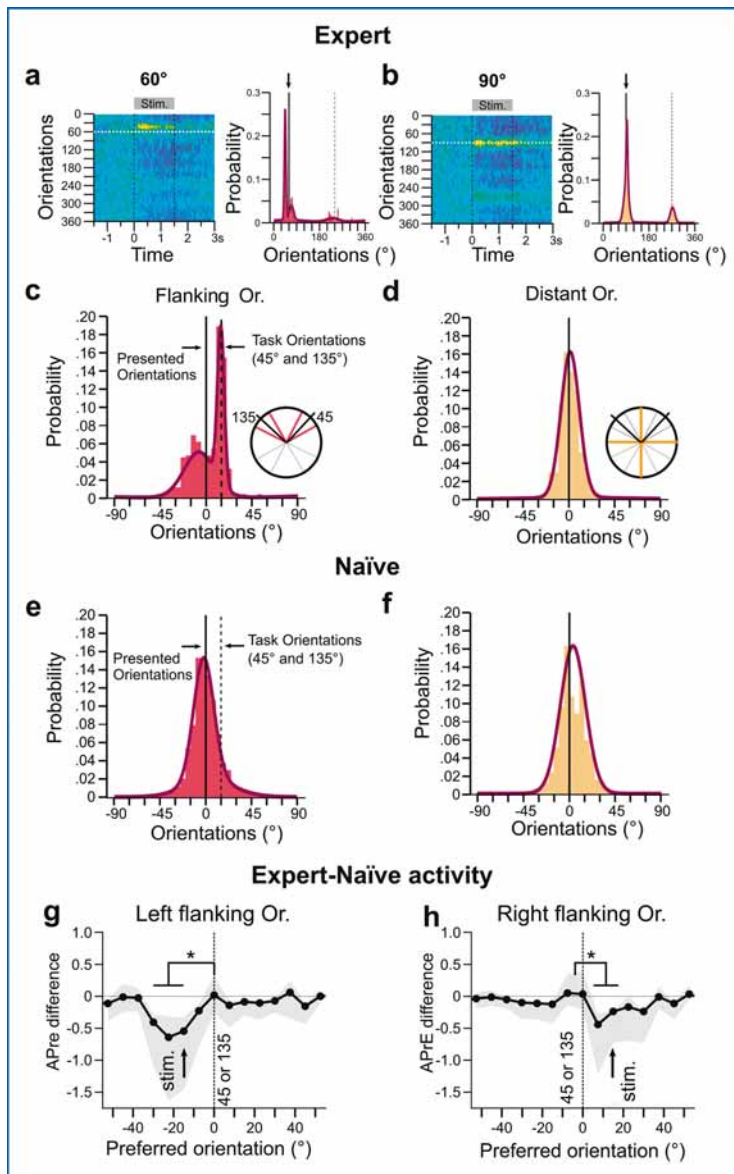 Expert
a
60°
b
90°
Stim.
Stim.
Orientations
0
60
120
180
240
300
360
-1 0 1 2 3s
Time
Probability
0.3
0.2
0.1
0
0 180 360
Orientations (°)
Orientations
0
60
120
180
240
300
360
-1 0 1 2 3s
Time
Probability
0.3
0.2
0.1
0
0 180 360
Orientations (°)
c
Flanking Or.
Probability
.20
.18
.16
.14
.12
.10
.08
.06
.04
.02
0
Presented
Orientations
Task Orientations
(45° and 135°)
135
45
-90 -45 0 45 90
Orientations (°)
d
Distant Or.
Probability
.20
.18
.16
.14
.12
.10
.08
.06
.04
.02
0
-90 -45 0 45 90
Orientations (°)
Naïve
e
Probability
.20
.18
.16
.14
.12
.10
.08
.06
.04
.02
0
Presented
Orientations
Task Orientations
(45° and 135°)
-90 -45 0 45 90
Orientations (°)
f
Probability
.20
.18
.16
.14
.12
.10
.08
.06
.04
.02
0
-90 -45 0 45 90
Orientations (°)
Expert-Naïve activity
g
Left flanking Or.
APre difference
1.0
0.5
0
-0.5
-1.0
-1.5
*
stim.
45 or 135
-40 -20 0 20 40
Preferred orientation (°)
h
Right flanking Or.
APrE difference
1.0
0.5
0
-0.5
-1.0
-1.5
*
45 or 135
stim.
-40 -20 0 20 40
Preferred orientation (°)